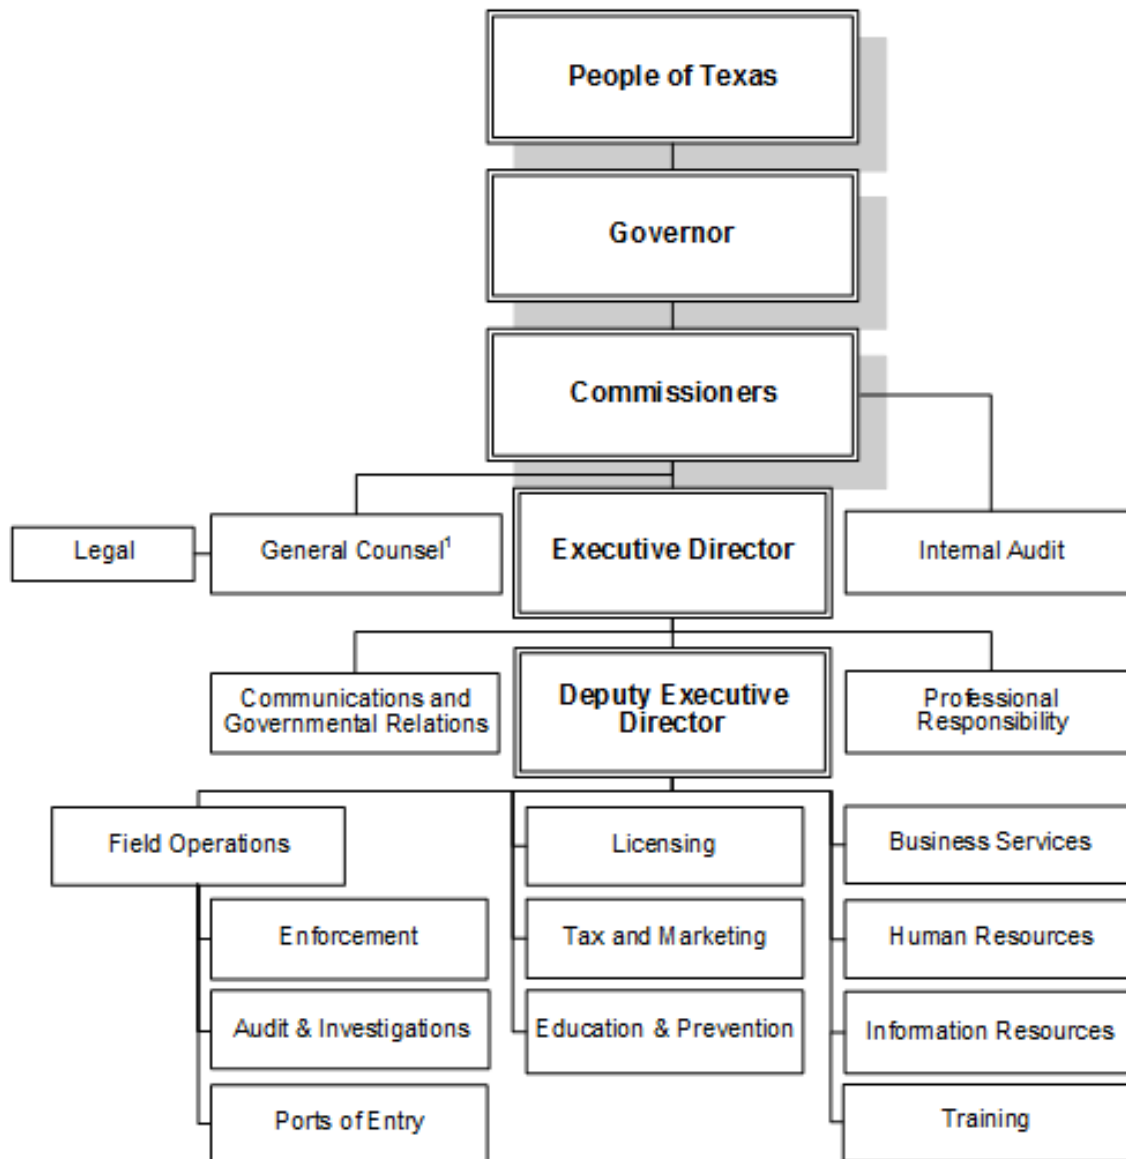 People of Texas
Governor
Commissioners
Legal
General Counsel¹
Executive Director
Internal Audit
Communications and
Governmental Relations
Deputy Executive
Director
Professional
Responsibility
Field Operations
Licensing
Business Services
Enforcement
Tax and Marketing
Human Resources
Audit & Investigations
Education & Prevention
Information Resources
Ports of Entry
Training